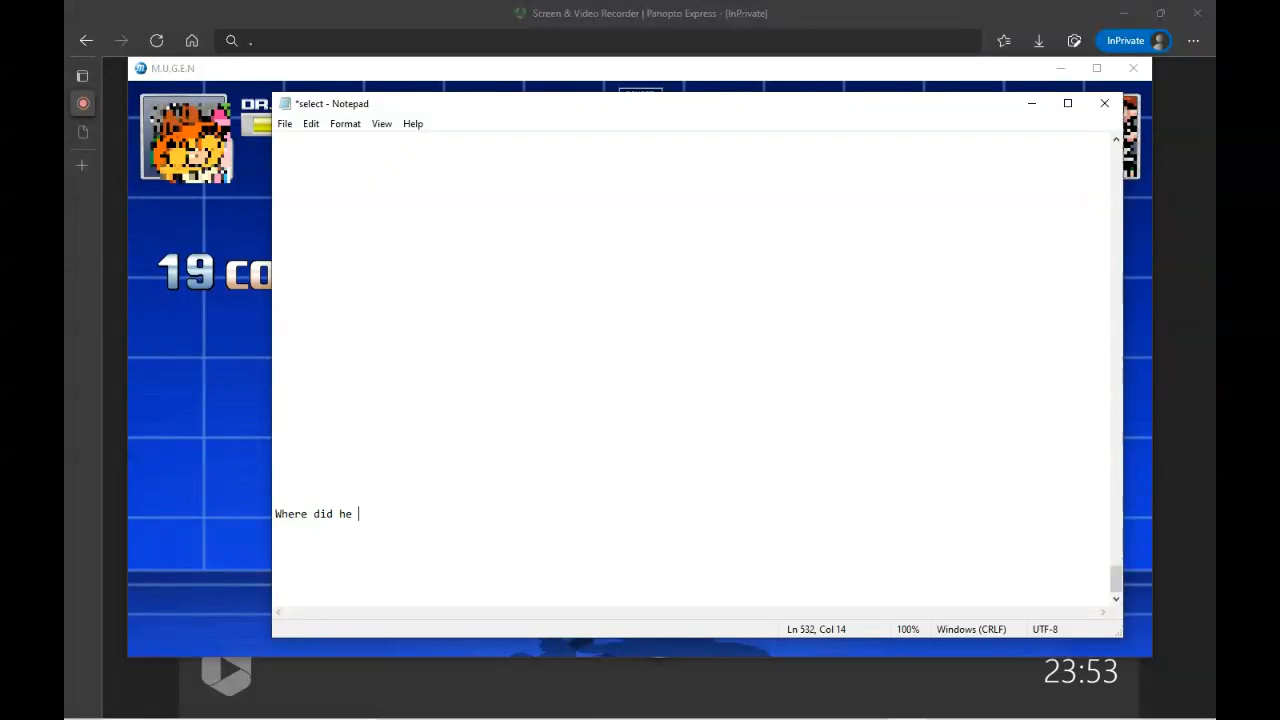 Screen & Video Recorder | Panopto Express - [InPrivate]
.
InPrivate
M.U.G.E.N
*select - Notepad
DR.
File Edit Format View Help
19 co
Where did he
Ln 532, Col 14 100% Windows (CRLF) UTF-8
23:53